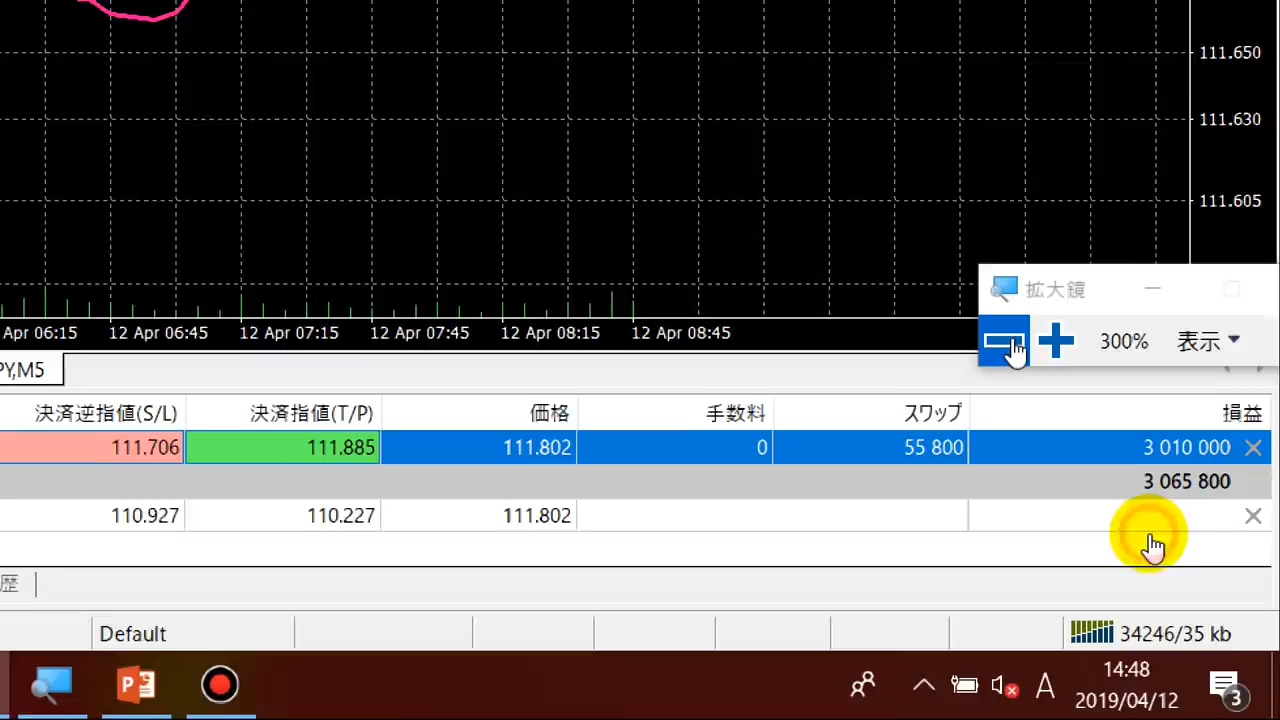 111.650
111.630
111.605
拡大鏡
300% 表示
Apr 06:15 12 Apr 06:45 12 Apr 07:15 12 Apr 07:45 12 Apr 08:15 12 Apr 08:45
PY,M5
決済逆指値(S/L) 決済指値(T/P) 価格 手数料 スワップ 損益
111.706 111.885 111.802 0 55 800 3 010 000
3 065 800
110.927 110.227 111.802
歴
Default 34246/35 kb
A 14:48 3
2019/04/12